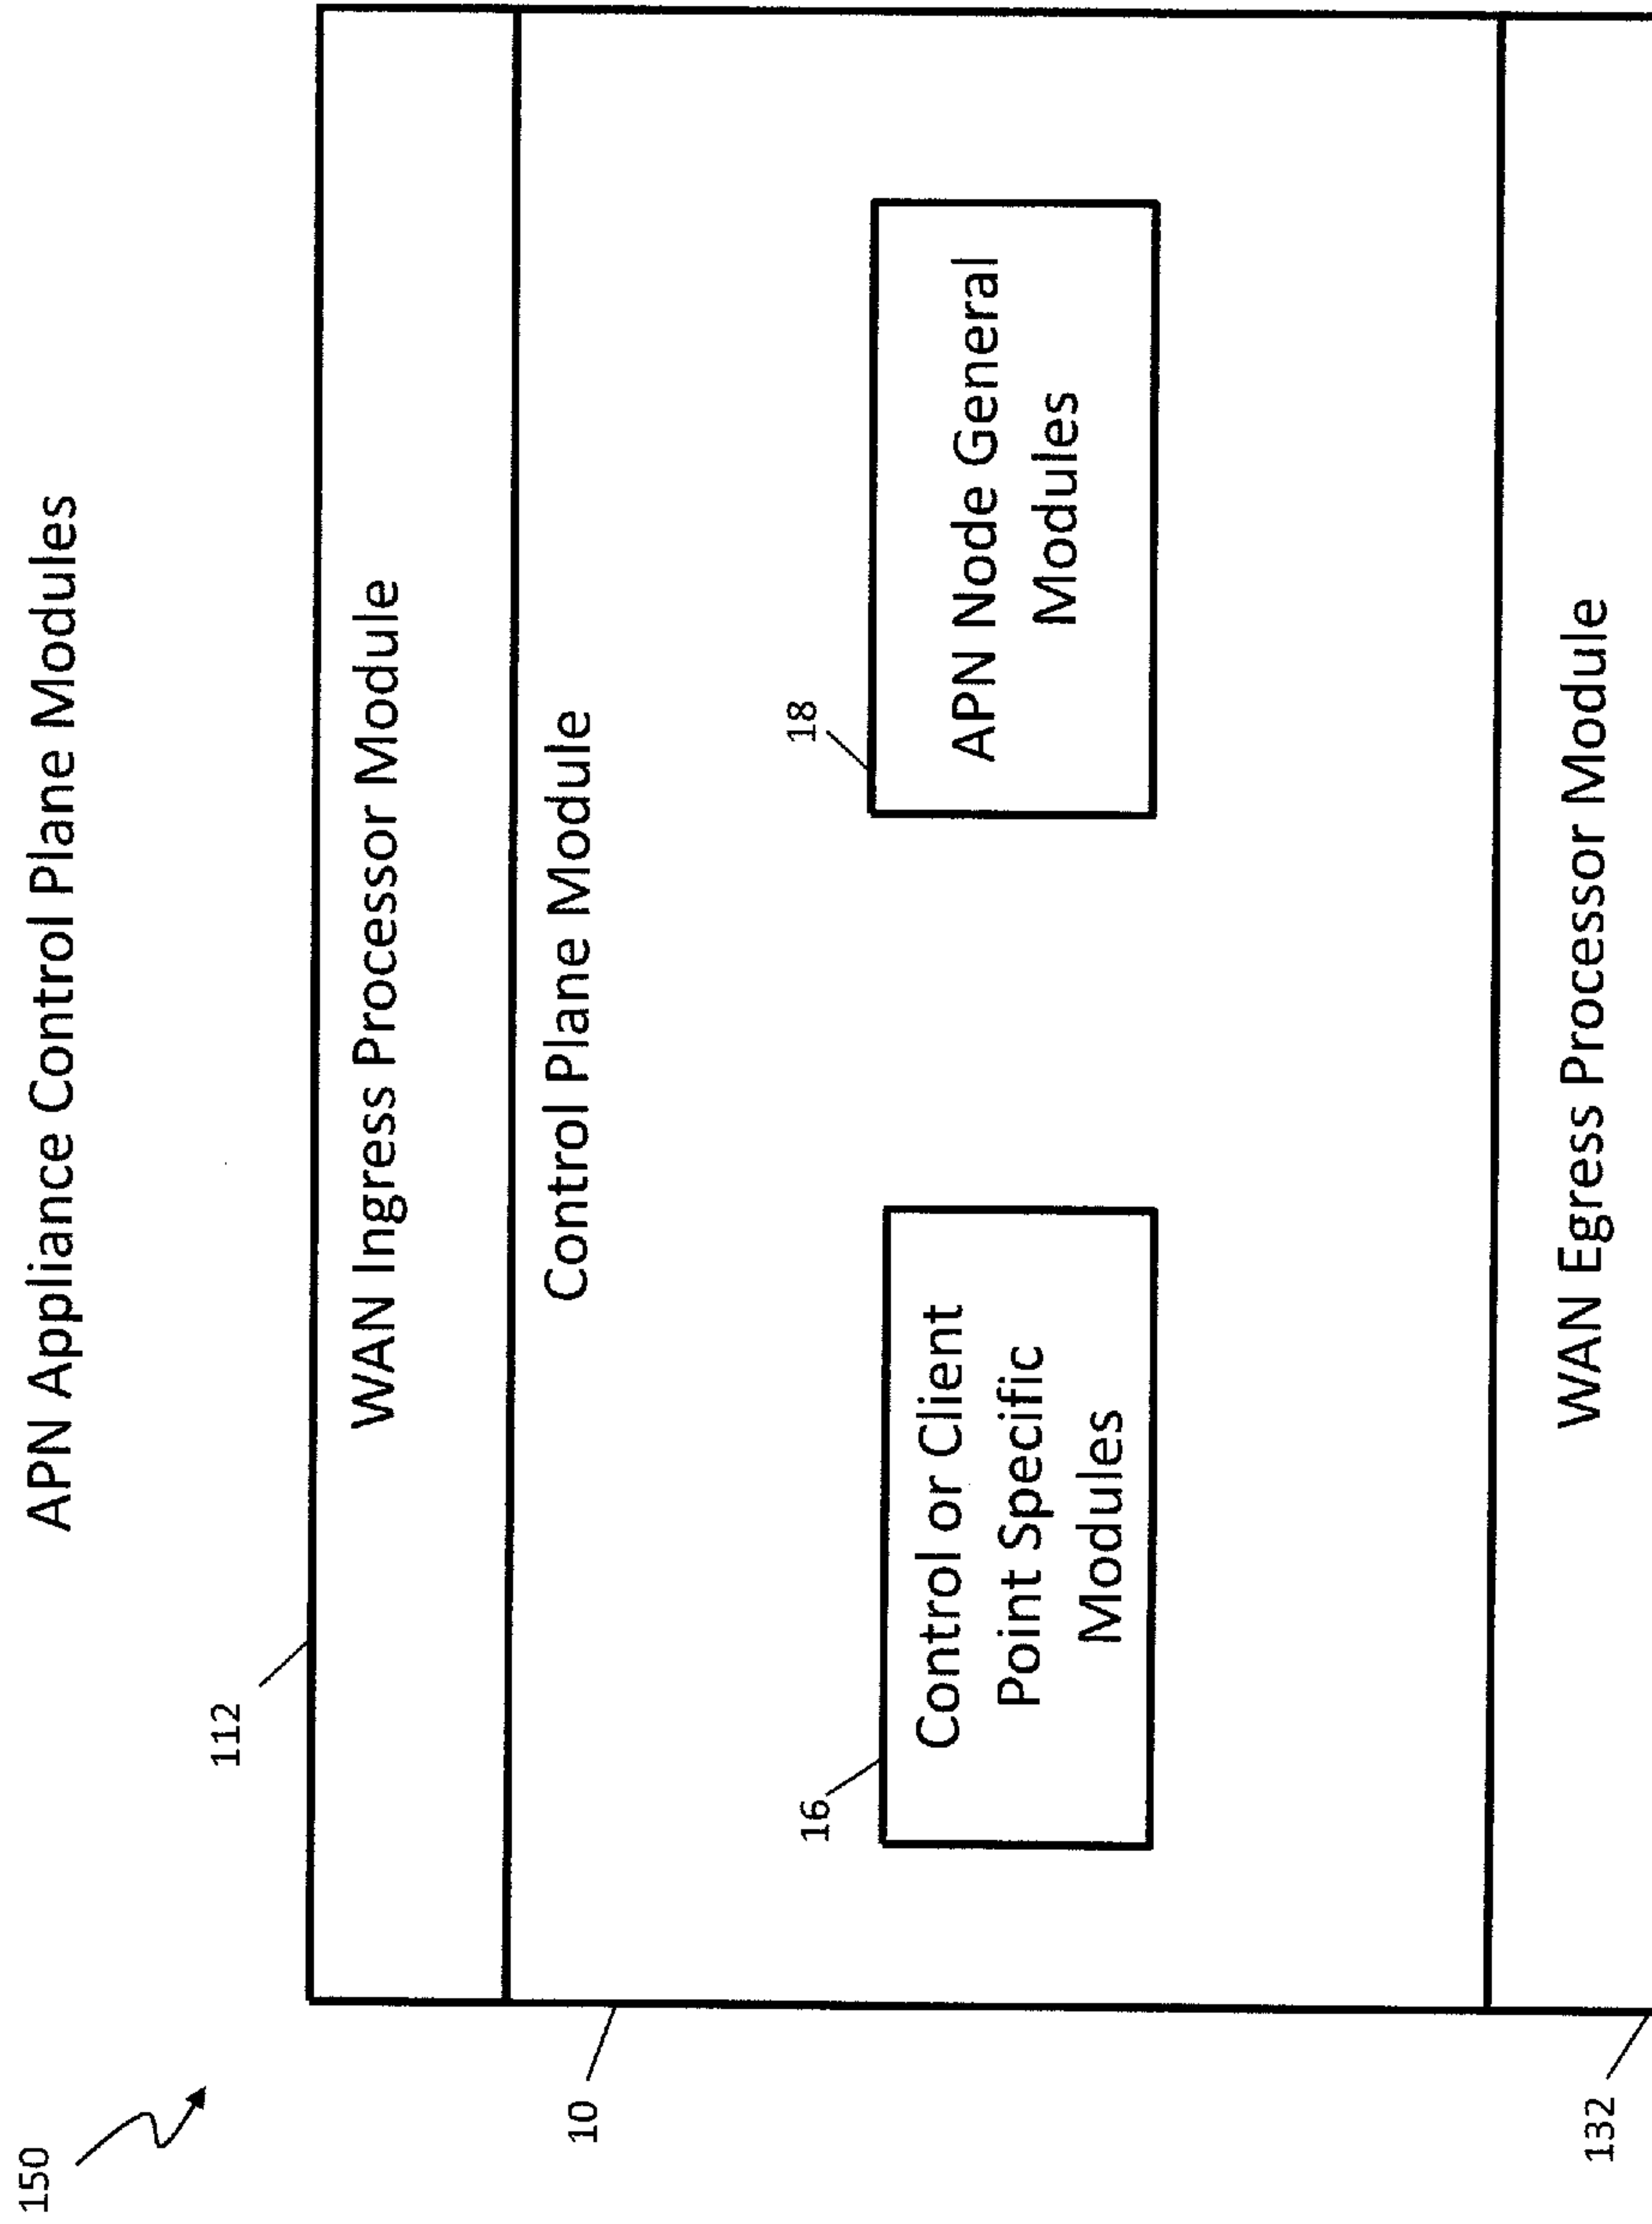 150
APN Appliance Control Plane Modules
112
WAN Ingress Processor Module
10
Control Plane Module
16
Control or Client
Point Specific
Modules
18
APN Node General
Modules
132
WAN Egress Processor Module